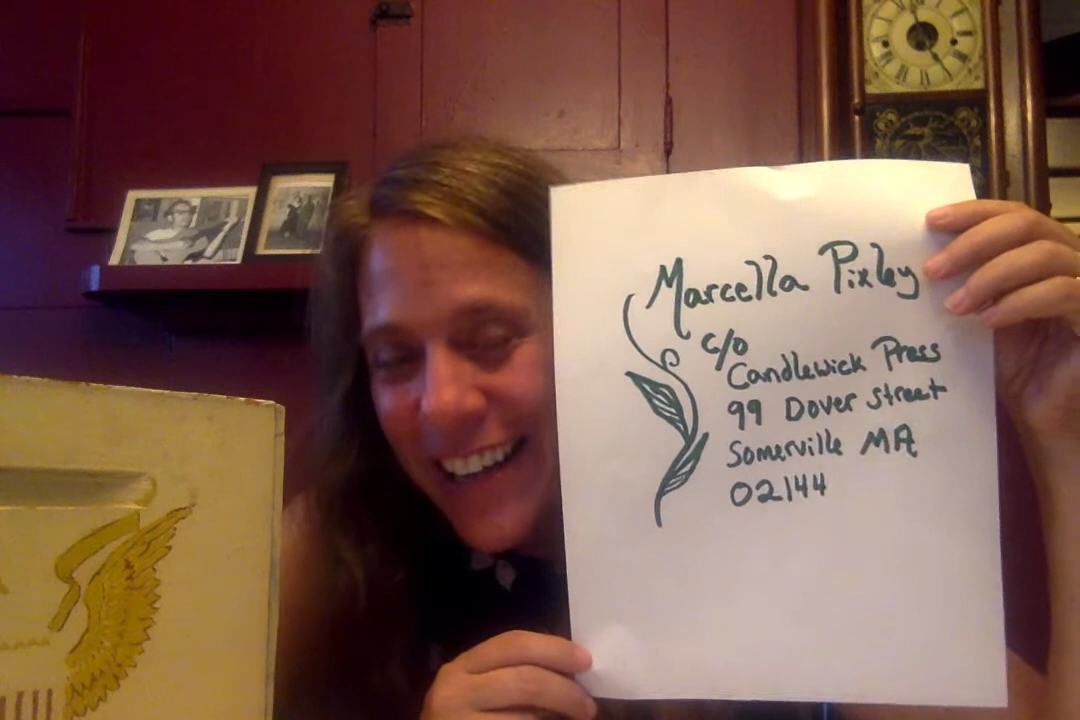 Marcella Pixley
c/o
Candlewick Press
99 Dover street
Somerville MA
02144